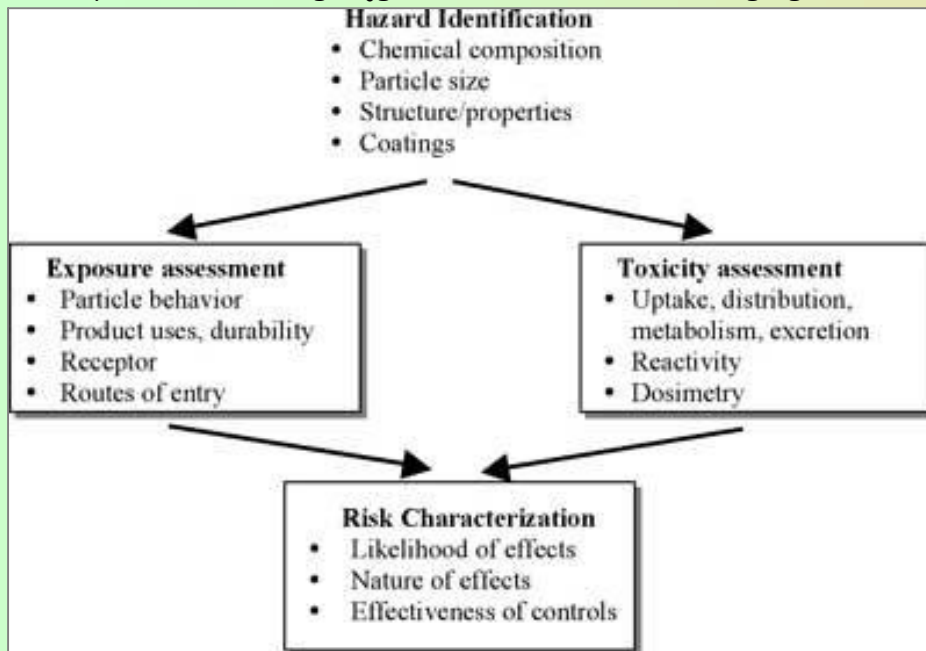 Hazard Identification
• Chemical composition
• Particle size
• Structure/properties
• Coatings
Exposure assessment
• Particle behavior
• Product uses, durability
• Receptor
• Routes of entry
Toxicity assessment
• Uptake, distribution,
metabolism, excretion
• Reactivity
• Dosimetry
Risk Characterization
• Likelihood of effects
• Nature of effects
• Effectiveness of controls